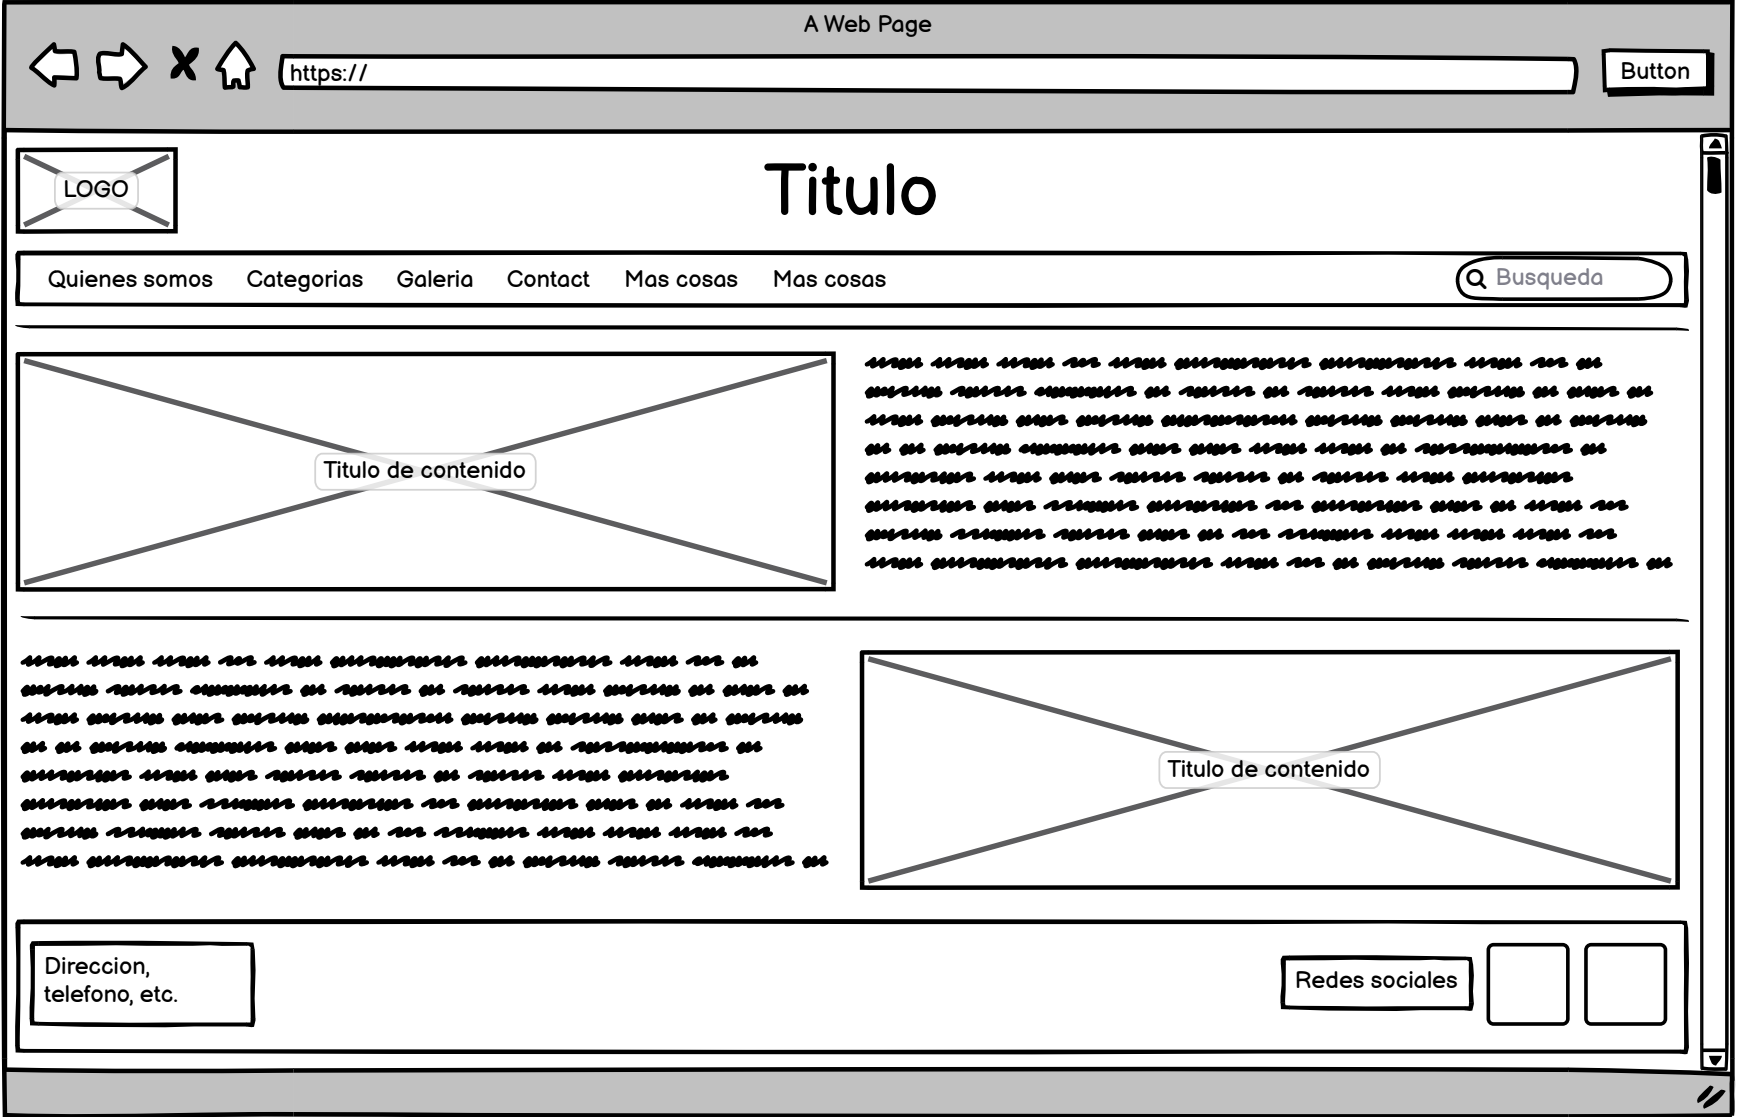 A Web Page
https://
Button
LOGO
Titulo
Quienes somos Categorias Galeria Contact Mas cosas Mas cosas
Busqueda
Titulo de contenido
Titulo de contenido
Direccion,
telefono, etc.
Redes sociales